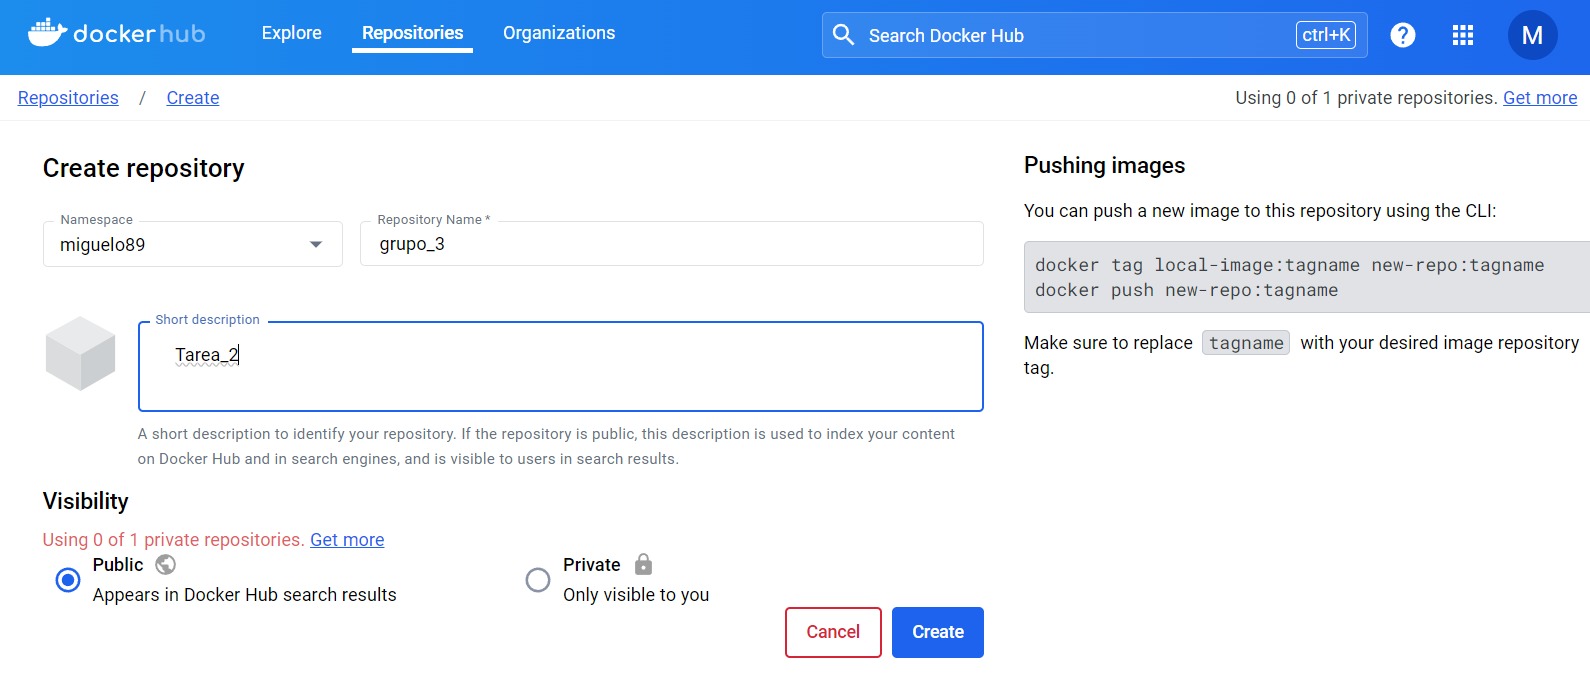 dockerhub Explore Repositories Organizations Search Docker Hub ctrl+K ? M
Repositories / Create Using 0 of 1 private repositories. Get more
Create repository
Namespace
miguelo89
Repository Name *
grupo_3
Short description
Tarea_2
A short description to identify your repository. If the repository is public, this description is used to index your content
on Docker Hub and in search engines, and is visible to users in search results.
Visibility
Using 0 of 1 private repositories. Get more
Public
Appears in Docker Hub search results
Private
Only visible to you
Cancel Create
Pushing images
You can push a new image to this repository using the CLI:
docker tag local-image:tagname new-repo:tagname
docker push new-repo:tagname
Make sure to replace tagname with your desired image repository
tag.